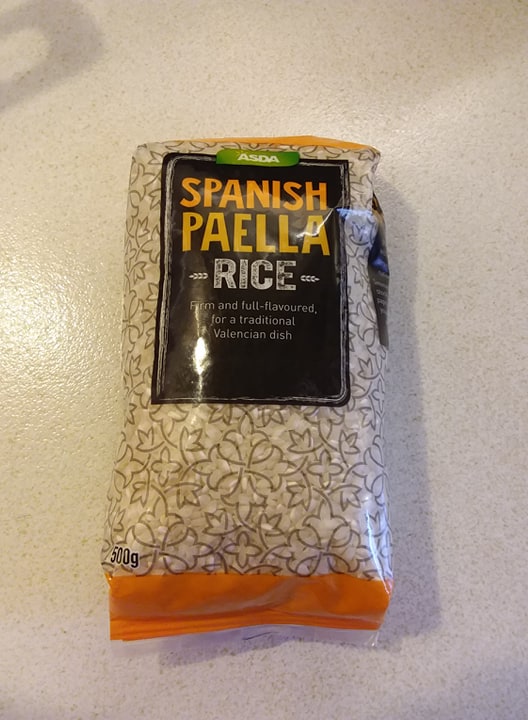 ASDA
SPANISH
PAELLA
RICE
Firm and full-flavoured,
for a traditional
Valencian dish
500g